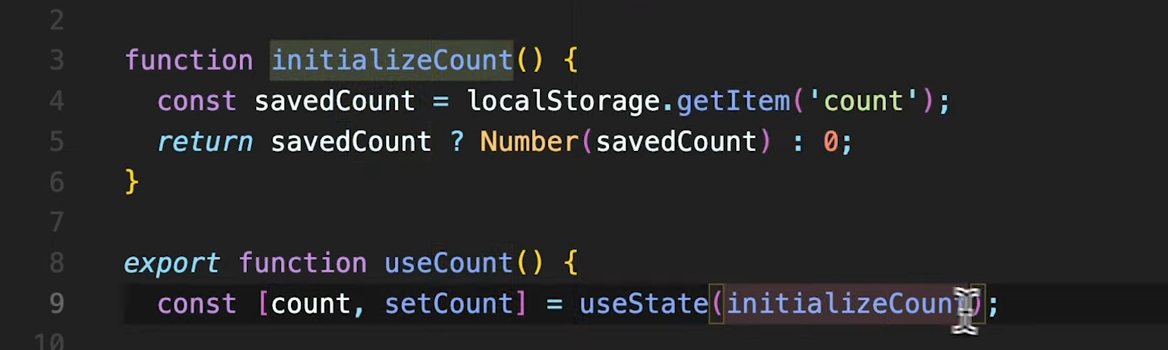 2
3 function initializeCount() {
4 const savedCount = localStorage.getItem('count');
5 return savedCount ? Number(savedCount) : 0;
6 }
7
8 export function useCount() {
9 const [count, setCount] = useState(initializeCount);
10